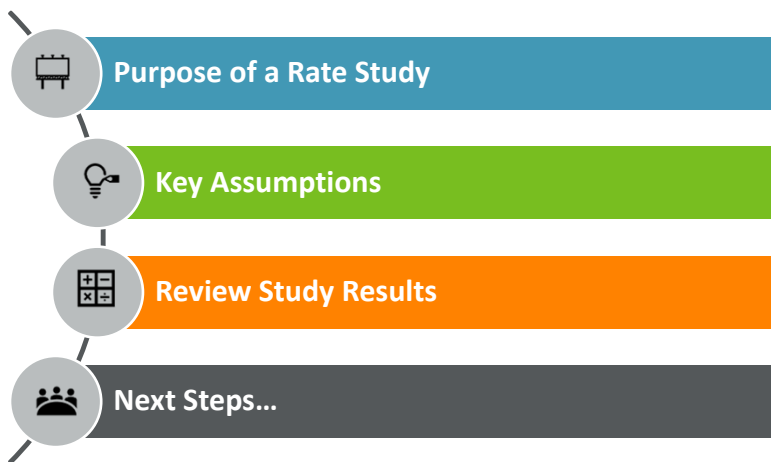 Purpose of a Rate Study
Key Assumptions
Review Study Results
Next Steps…